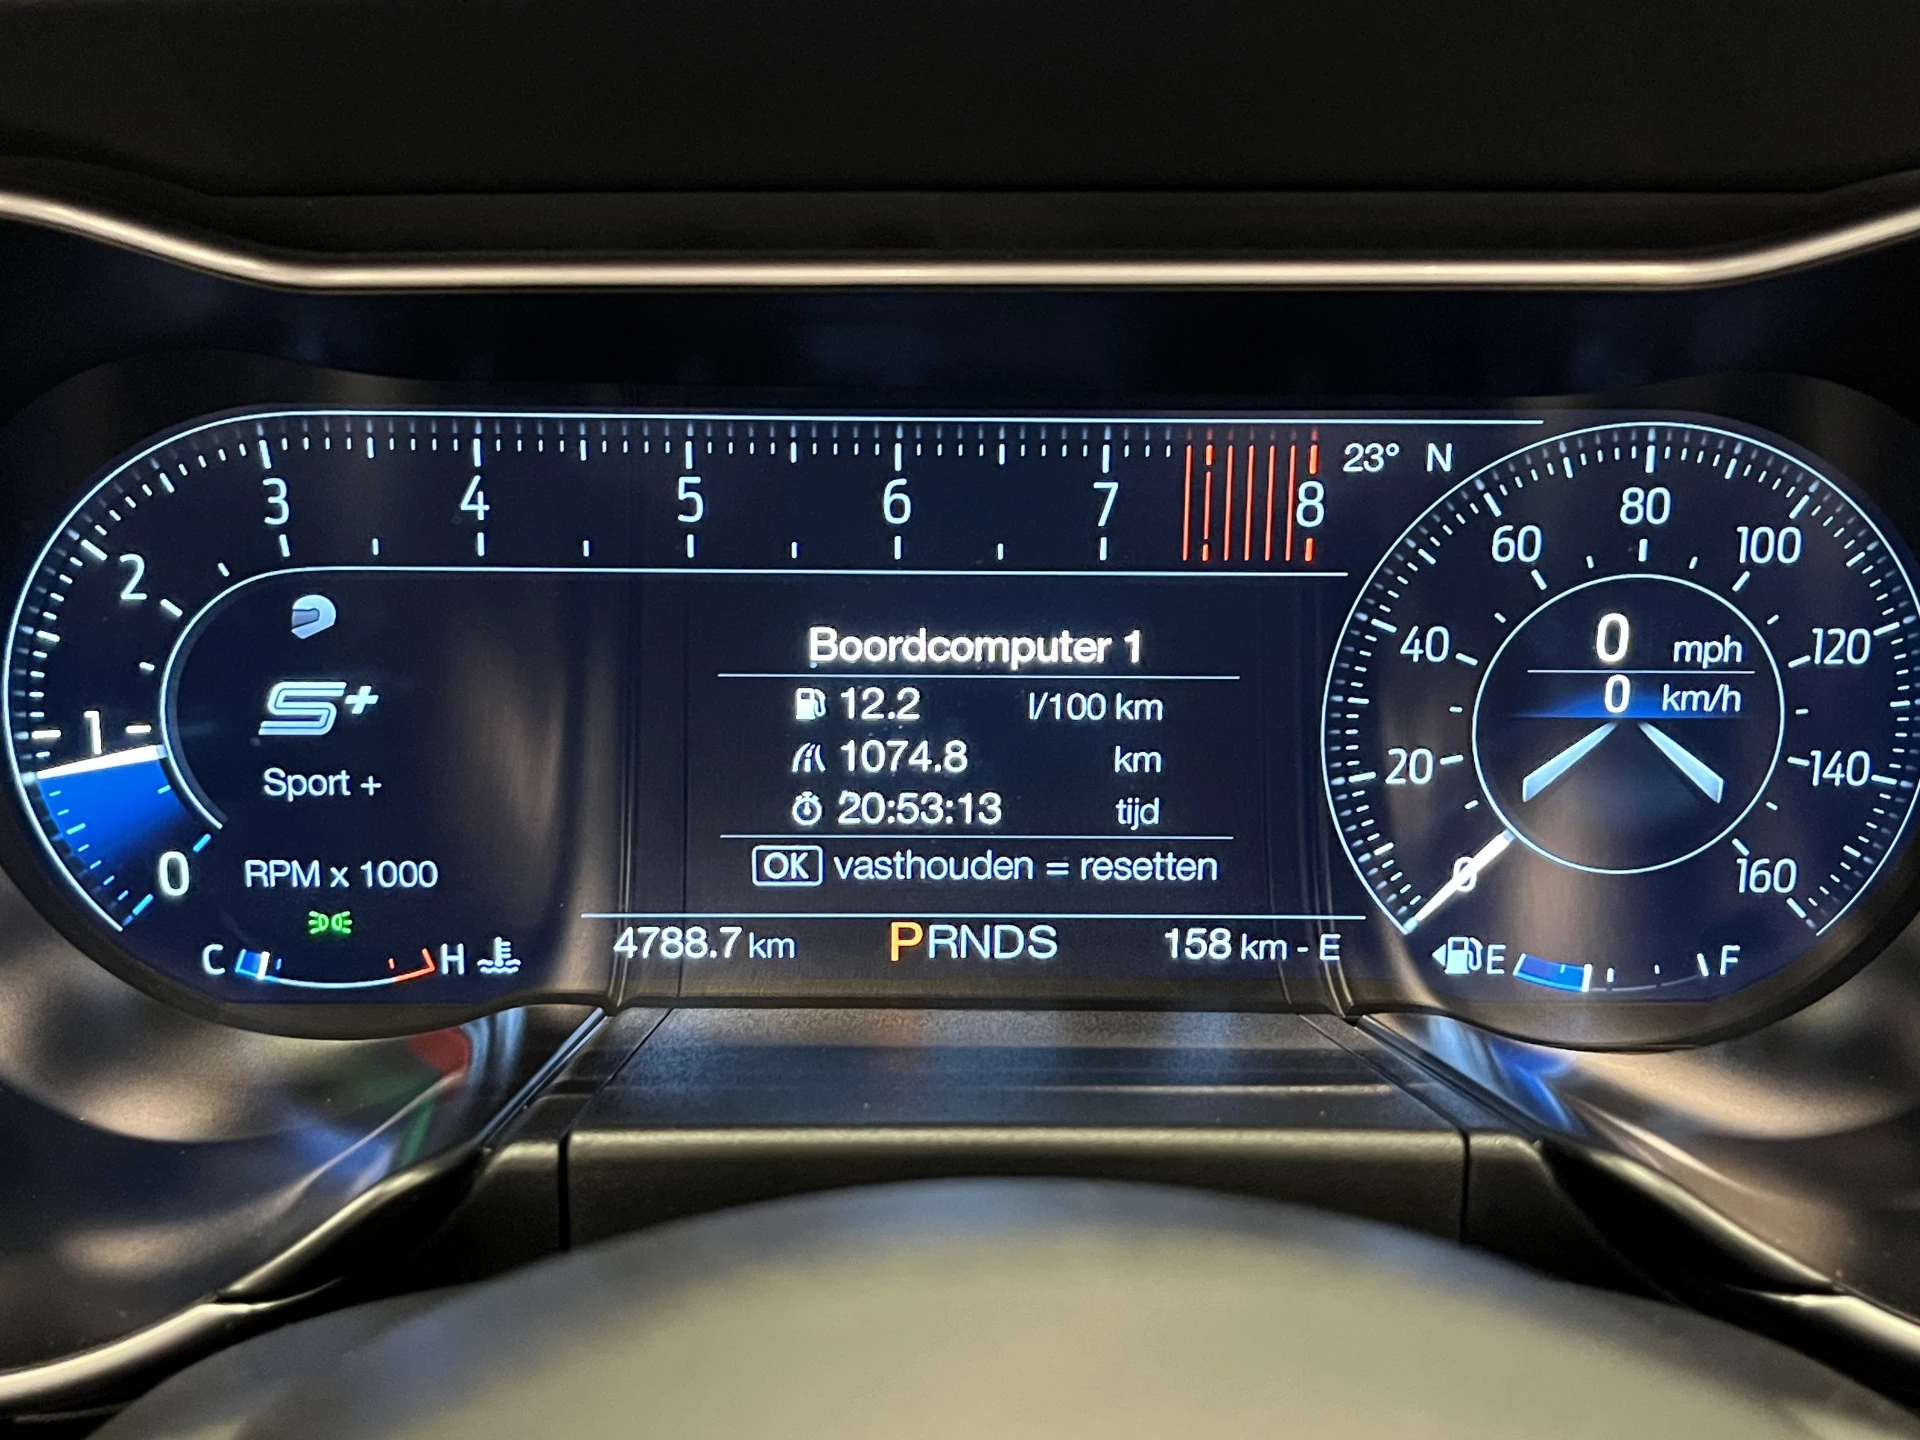 3 4 5 6 7 8 23° N
2
1
0
S+
Sport +
RPM x 1000
C H
Boordcomputer 1
12.2 l/100 km
1074.8 km
20:53:13 tijd
OK vasthouden = resetten
4788.7 km PRNDS 158 km - E
0 20 40 60 80 100 120 140 160
0 mph
0 km/h
E F